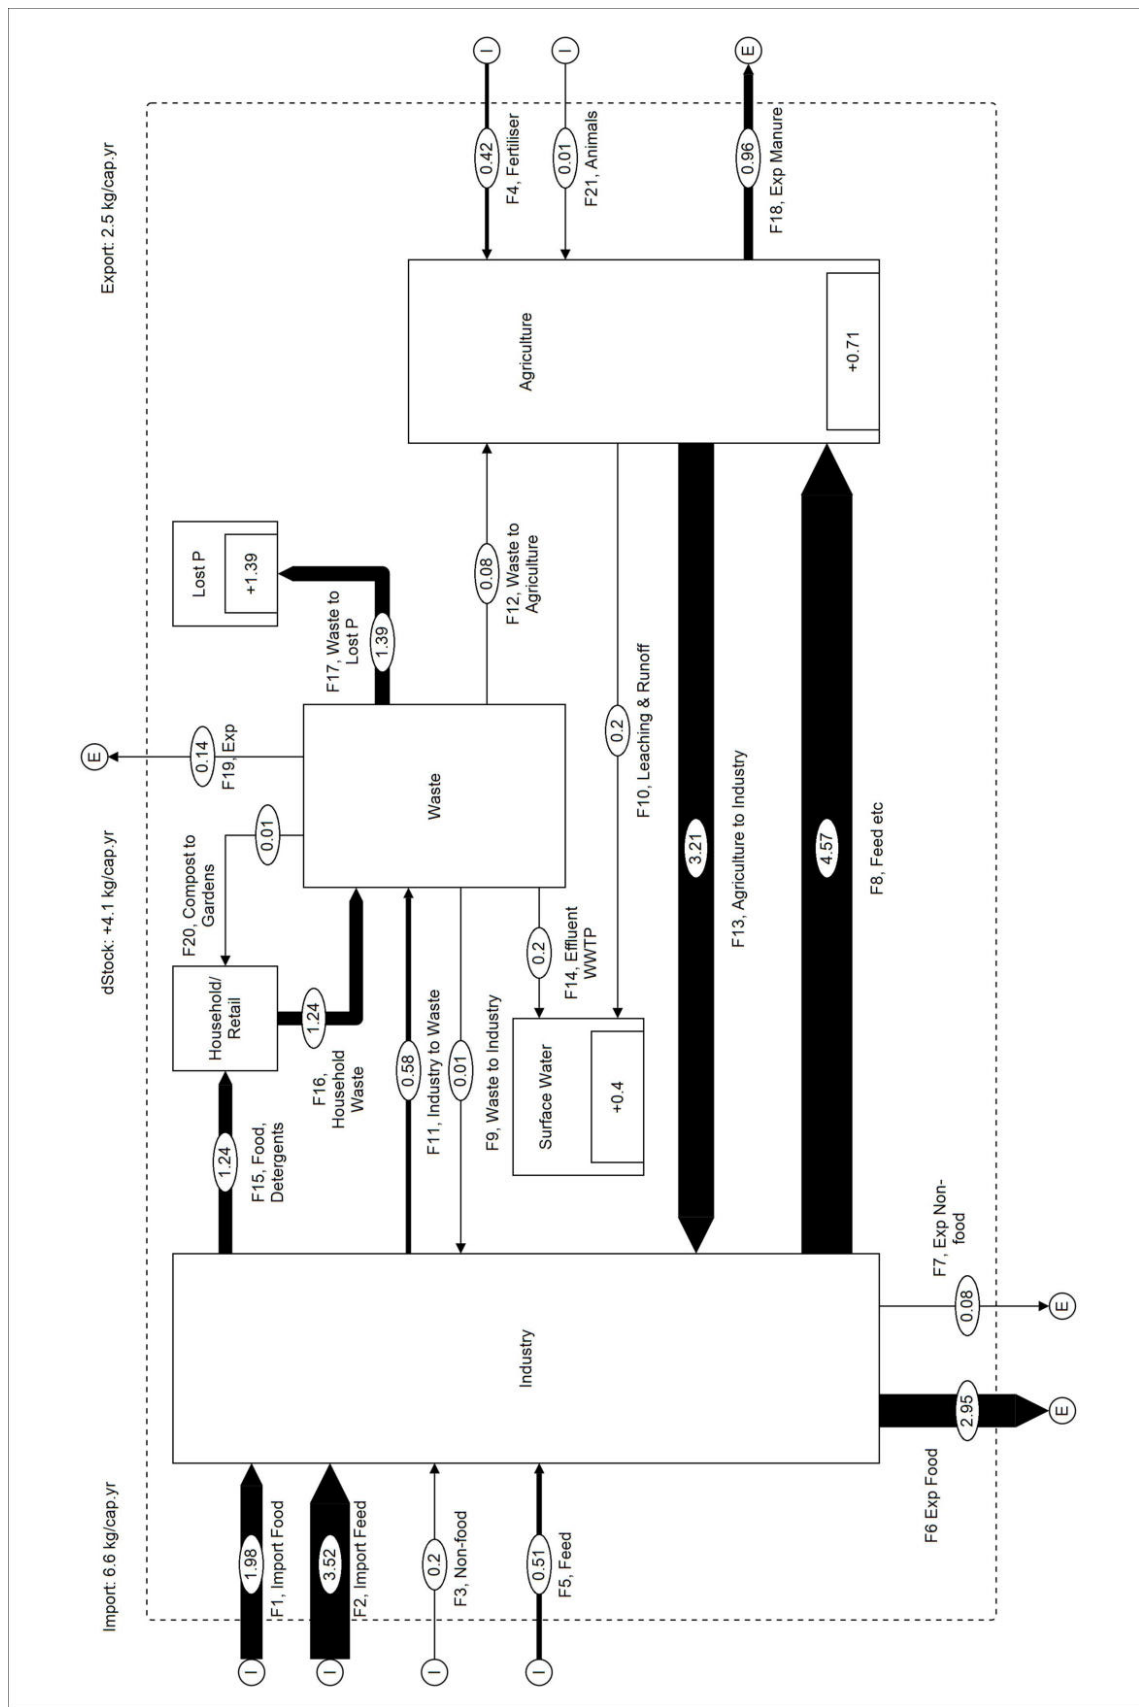 Import: 6.6 kg/cap.yr
dStock: +4.1 kg/cap.yr
Export: 2.5 kg/cap.yr
E
0.14
F19, Exp
F20, Compost to
Gardens
0.01
I
1.98
F1, Import Food
I
3.52
F2, Import Feed
I
0.2
F3, Non-food
I
0.51
F5, Feed
Industry
1.24
F15, Food,
Detergents
Household/
Retail
1.24
F16,
Household
Waste
0.58
F11, Industry to Waste
0.01
F9, Waste to Industry
Waste
0.2
F14, Effluent
WWTP
Surface Water
+0.4
F17, Waste to
Lost P
1.39
Lost P
+1.39
0.08
F12, Waste to
Agriculture
0.2
F10, Leaching & Runoff
3.21
F13, Agriculture to Industry
4.57
F8, Feed etc
Agriculture
+0.71
I
0.42
F4, Fertiliser
I
0.01
F21, Animals
E
0.96
F18, Exp Manure
F6 Exp Food
2.95
E
F7, Exp Non-
food
0.08
E